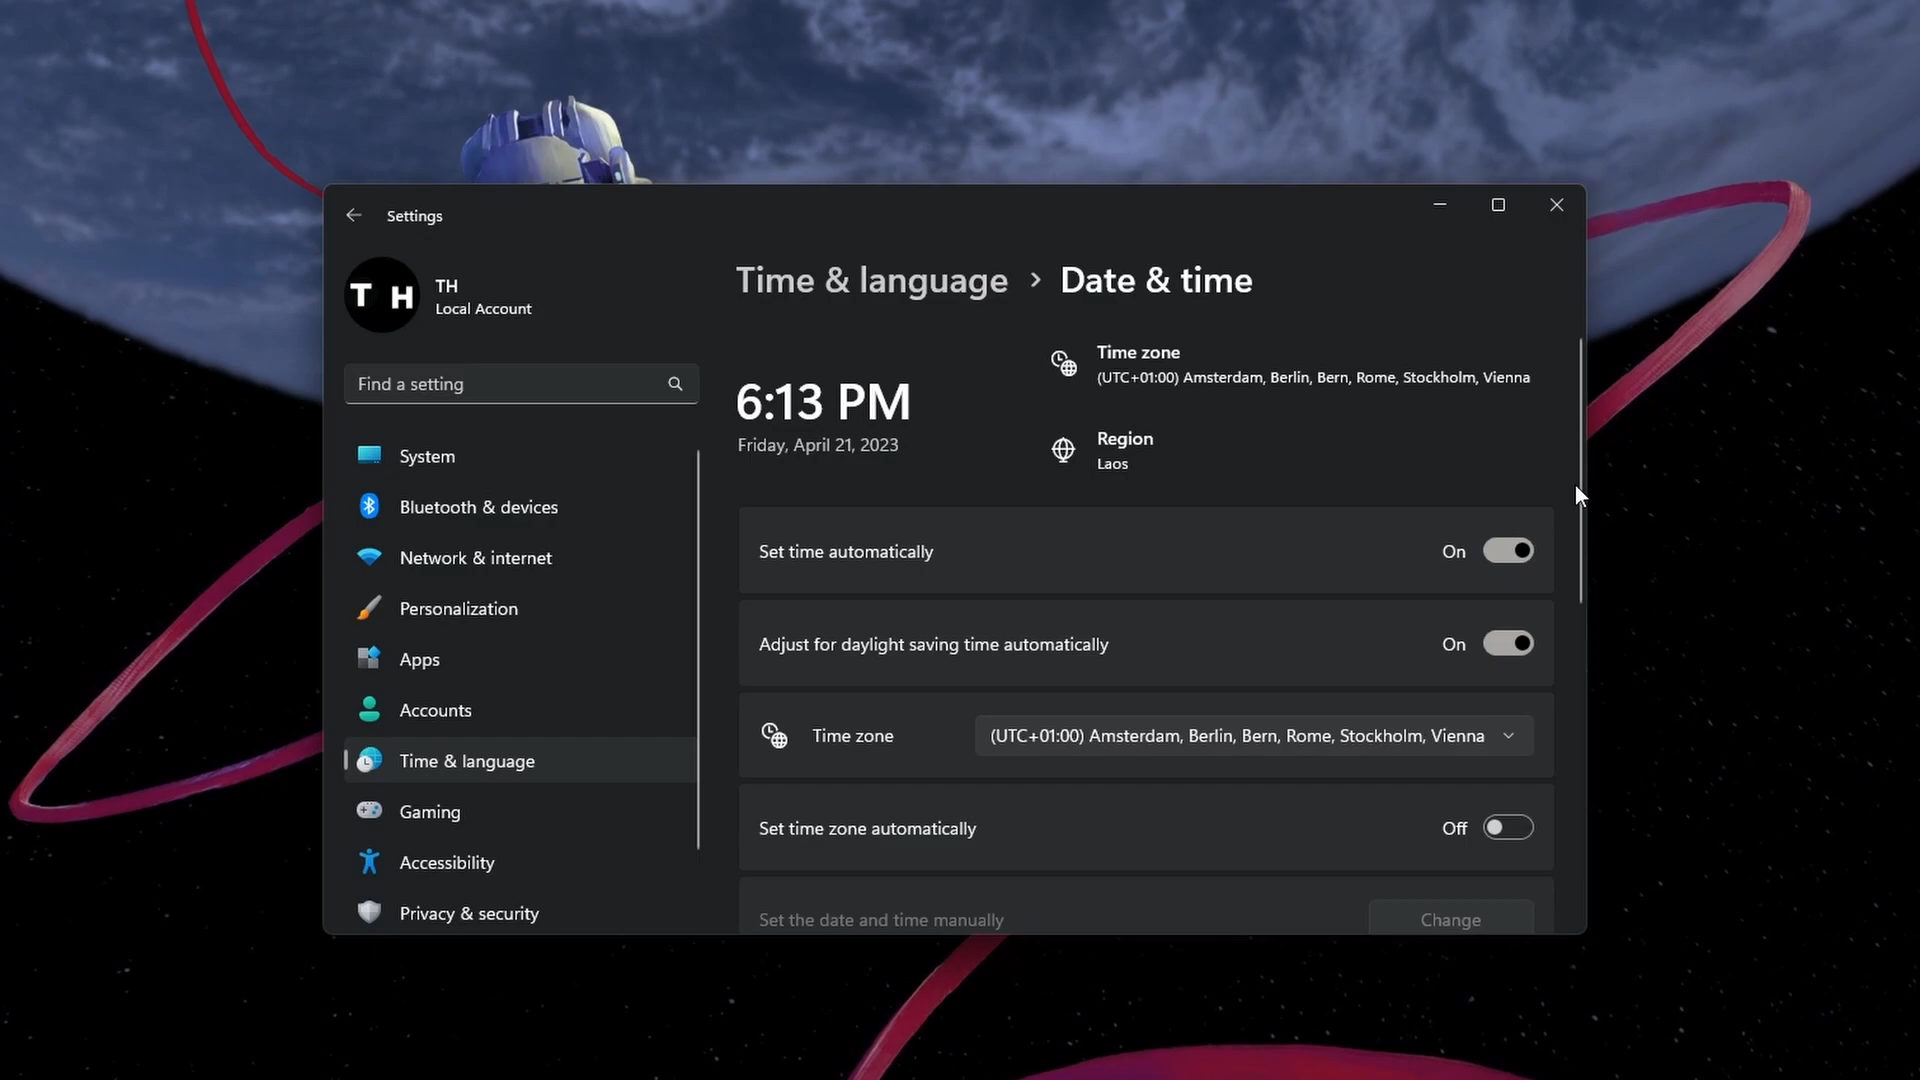 Settings
T H
TH
Local Account
Find a setting
System
Bluetooth & devices
Network & internet
Personalization
Apps
Accounts
Time & language
Gaming
Accessibility
Privacy & security
Time & language > Date & time
6:13 PM
Friday, April 21, 2023
Time zone
(UTC+01:00) Amsterdam, Berlin, Bern, Rome, Stockholm, Vienna
Region
Laos
Set time automatically On
Adjust for daylight saving time automatically On
Time zone (UTC+01:00) Amsterdam, Berlin, Bern, Rome, Stockholm, Vienna
Set time zone automatically Off
Set the date and time manually Change